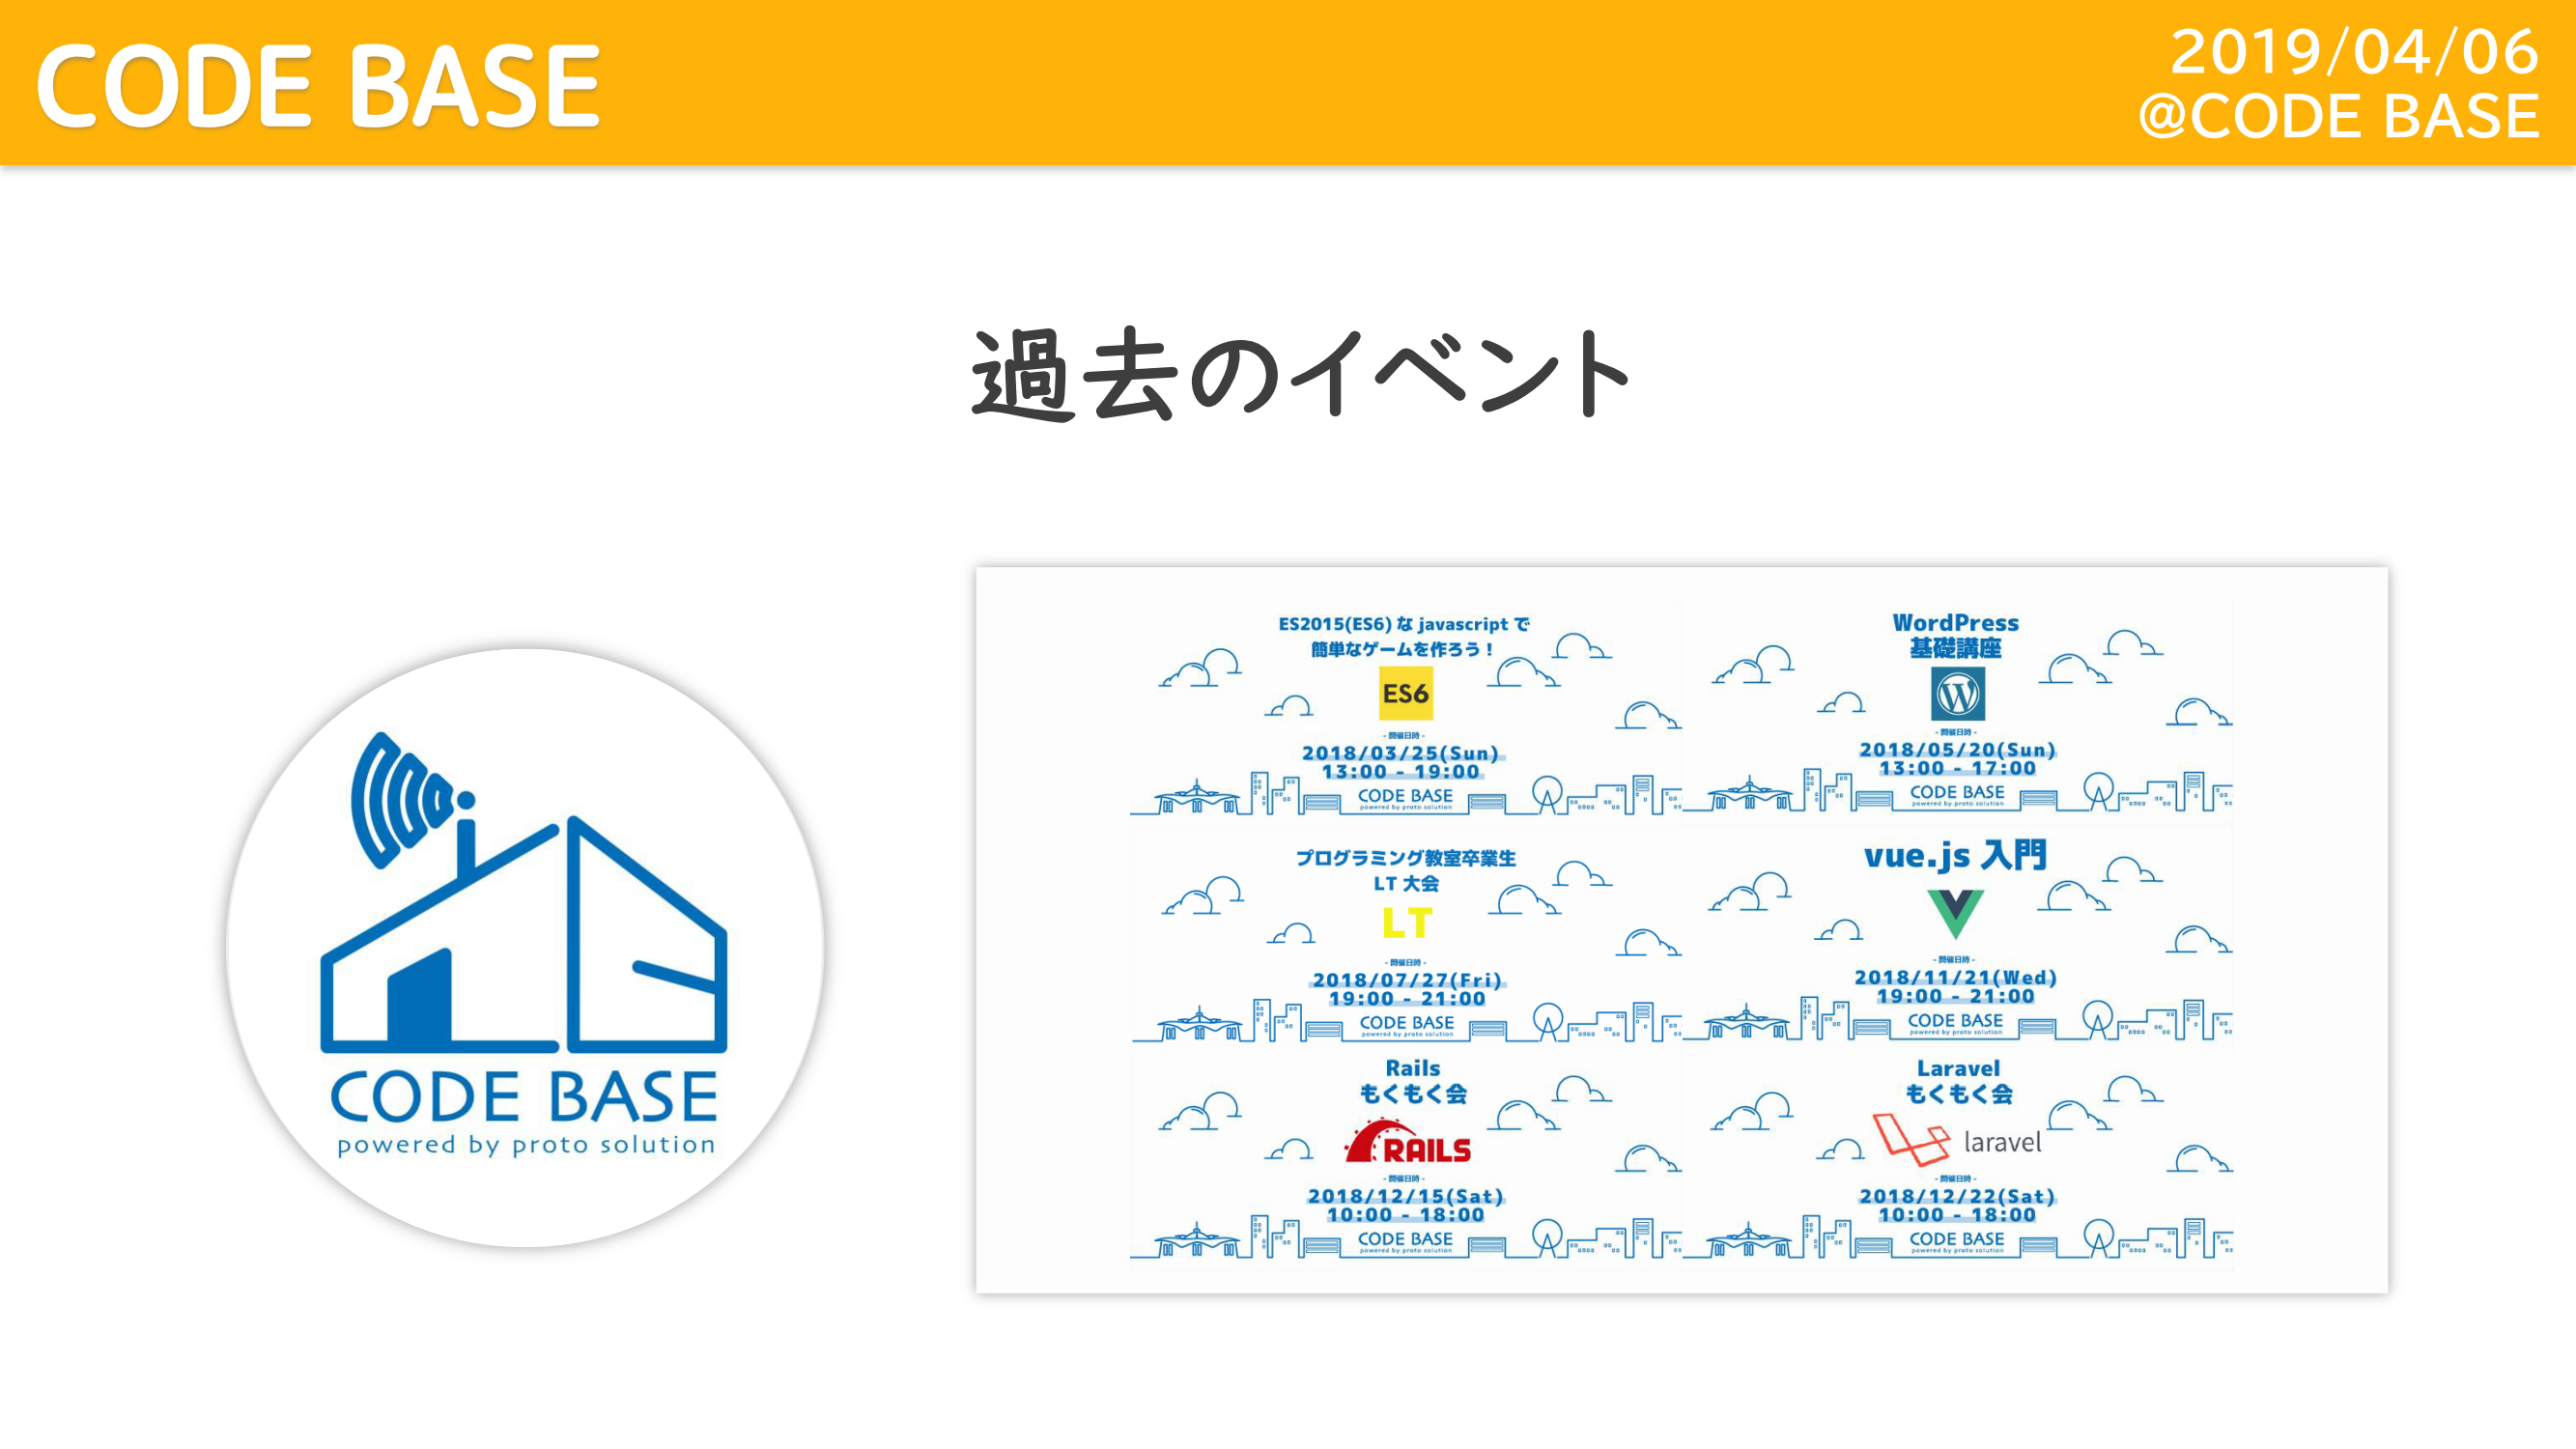 CODE BASE
2019/04/06
@CODE BASE
過去のイベント
CODE BASE
powered by proto solution
ES2015(ES6) な javascript で
簡単なゲームを作ろう！
ES6
- 開催日時 -
2018/03/25(Sun)
13:00 - 19:00
CODE BASE
powered by proto solution
WordPress
基礎講座
- 開催日時 -
2018/05/20(Sun)
13:00 - 17:00
CODE BASE
powered by proto solution
プログラミング教室卒業生
LT 大会
LT
- 開催日時 -
2018/07/27(Fri)
19:00 - 21:00
CODE BASE
powered by proto solution
vue.js 入門
- 開催日時 -
2018/11/21(Wed)
19:00 - 21:00
CODE BASE
powered by proto solution
Rails
もくもく会
RAILS
- 開催日時 -
2018/12/15(Sat)
10:00 - 18:00
CODE BASE
powered by proto solution
Laravel
もくもく会
laravel
- 開催日時 -
2018/12/22(Sat)
10:00 - 18:00
CODE BASE
powered by proto solution